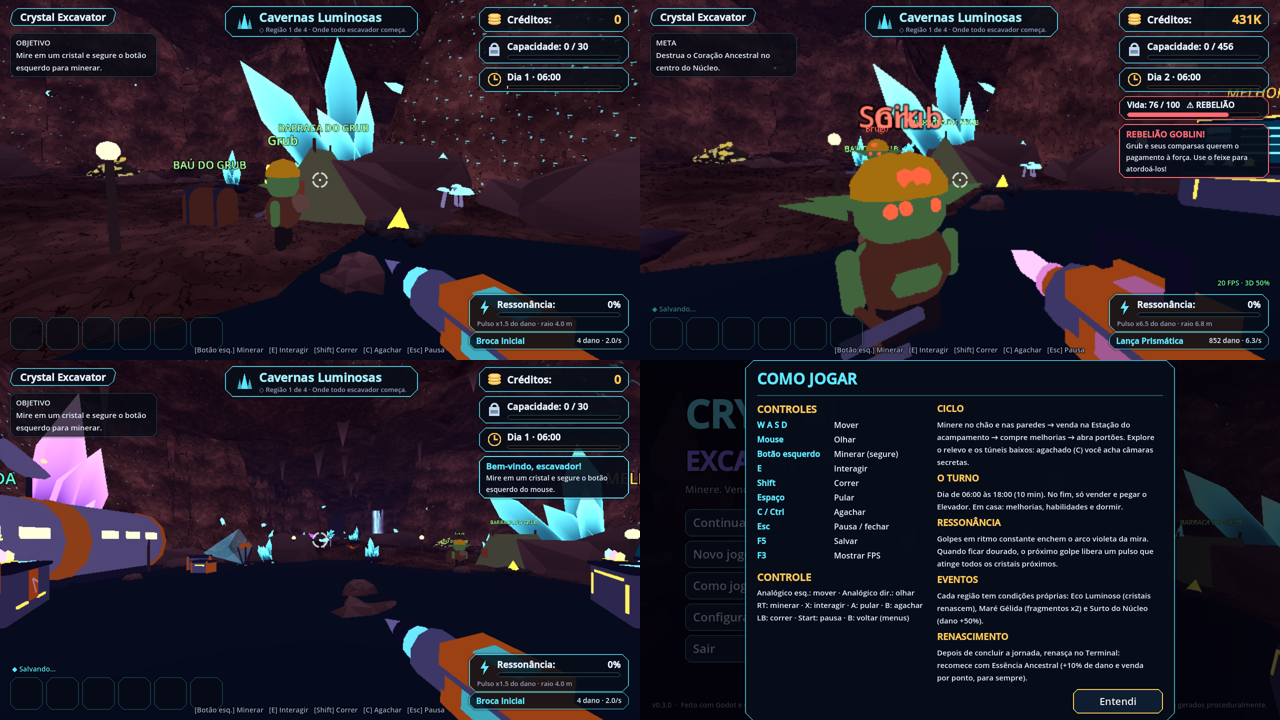 Crystal Excavator
Cavernas Luminosas
◇ Região 1 de 4 · Onde todo escavador começa.
Créditos: 0
Capacidade: 0 / 30
Dia 1 · 06:00
OBJETIVO
Mire em um cristal e segure o botão
esquerdo para minerar.
BARRACA DO GRUB
Grub
BAÚ DO GRUB
Ressonância: 0%
Pulso x1.5 do dano · raio 4.0 m
Broca Inicial 4 dano · 2.0/s
[Botão esq.] Minerar [E] Interagir [Shift] Correr [C] Agachar [Esc] Pausa
Crystal Excavator
Cavernas Luminosas
◇ Região 1 de 4 · Onde todo escavador começa.
Créditos: 431K
Capacidade: 0 / 456
Dia 2 · 06:00
META
Destrua o Coração Ancestral no
centro do Núcleo.
Vida: 76 / 100 ⚠ REBELIÃO
REBELIÃO GOBLIN!
Grub e seus comparsas querem o
pagamento à força. Use o feixe para
atordoá-los!
Grub
20 FPS · 3D 50%
◆ Salvando...
Ressonância: 0%
Pulso x6.5 do dano · raio 6.8 m
Lança Prismática 852 dano · 6.3/s
[Botão esq.] Minerar [E] Interagir [Shift] Correr [C] Agachar [Esc] Pausa
Crystal Excavator
Cavernas Luminosas
◇ Região 1 de 4 · Onde todo escavador começa.
Créditos: 0
Capacidade: 0 / 30
Dia 1 · 06:00
OBJETIVO
Mire em um cristal e segure o botão
esquerdo para minerar.
Bem-vindo, escavador!
Mire em um cristal e segure o botão
esquerdo do mouse.
◆ Salvando...
Ressonância: 0%
Pulso x1.5 do dano · raio 4.0 m
Broca Inicial 4 dano · 2.0/s
[Botão esq.] Minerar [E] Interagir [Shift] Correr [C] Agachar [Esc] Pausa
COMO JOGAR
CONTROLES
W A S D Mover
Mouse Olhar
Botão esquerdo Minerar (segure)
E Interagir
Shift Correr
Espaço Pular
C / Ctrl Agachar
Esc Pausa / fechar
F5 Salvar
F3 Mostrar FPS
CONTROLE
Analógico esq.: mover · Analógico dir.: olhar
RT: minerar · X: interagir · A: pular · B: agachar
LB: correr · Start: pausa · B: voltar (menus)
CICLO
Minere no chão e nas paredes → venda na Estação do
acampamento → compre melhorias → abra portões. Explore
o relevo e os túneis baixos: agachado (C) você acha câmaras
secretas.
O TURNO
Dia de 06:00 às 18:00 (10 min). No fim, só vender e pegar o
Elevador. Em casa: melhorias, habilidades e dormir.
RESSONÂNCIA
Golpes em ritmo constante enchem o arco violeta da mira.
Quando ficar dourado, o próximo golpe libera um pulso que
atinge todos os cristais próximos.
EVENTOS
Cada região tem condições próprias: Eco Luminoso (cristais
renascem), Maré Gélida (fragmentos x2) e Surto do Núcleo
(dano +50%).
RENASCIMENTO
Depois de concluir a jornada, renasça no Terminal:
recomece com Essência Ancestral (+10% de dano e venda
por ponto, para sempre).
Entendi
Sair
v0.3.0 · Feito com Godot e
gerados proceduralmente.